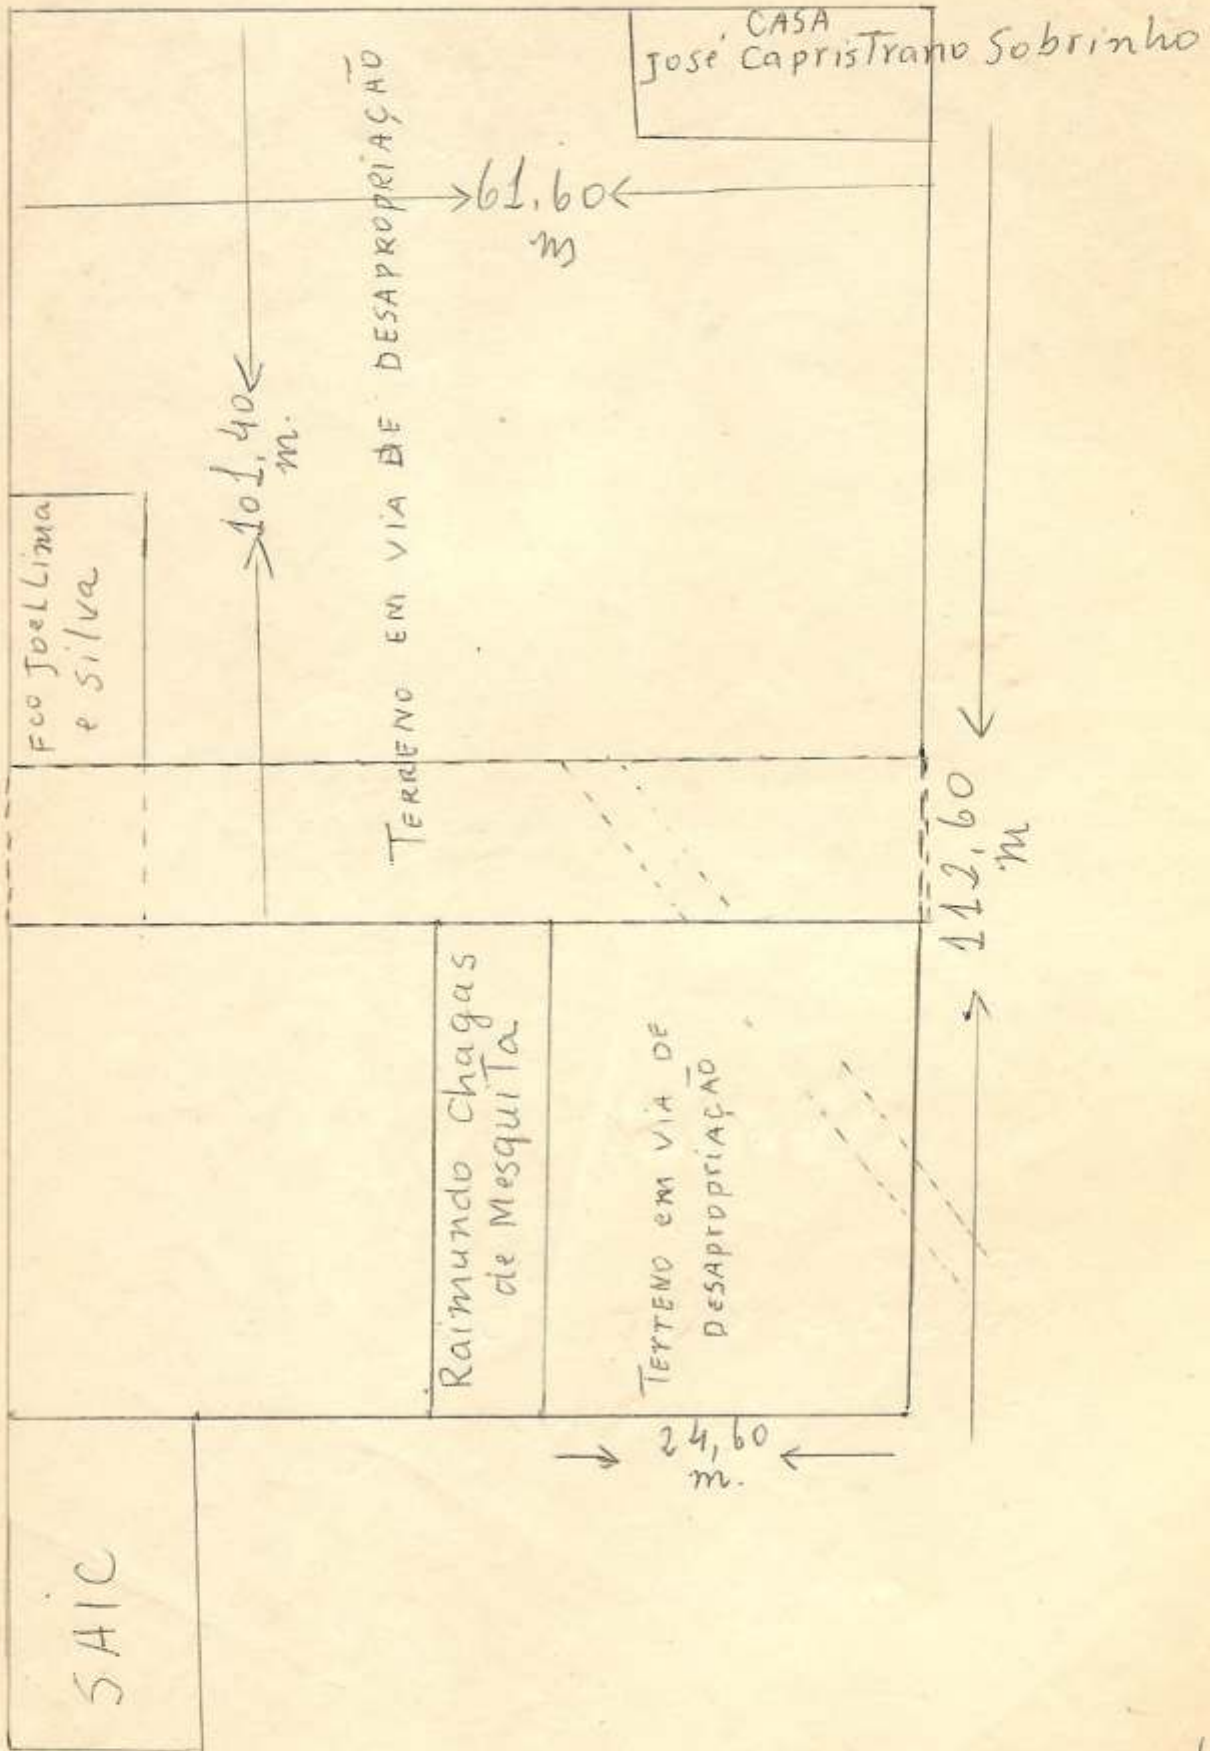 CASA
José Capristrano Sobrinho
61,60
m
101,40
m.
TERRENO EM VIA DE DESAPROPRIAÇÃO
Fco Joel Lima
e Silva
112,60
m
Raimundo Chagas
de Mesquita
Terreno em via de
Desapropriação
24,60
m.
SAIC